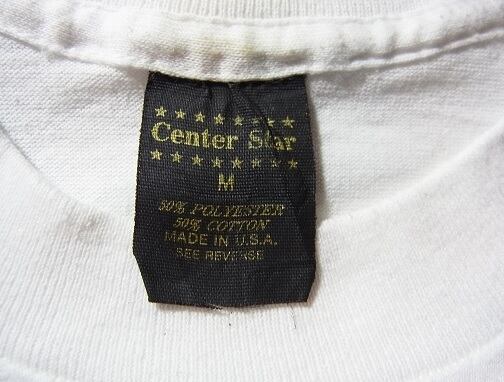 Center Star
M
50% POLYESTER
50% COTTON
MADE IN U.S.A.
SEE REVERSE